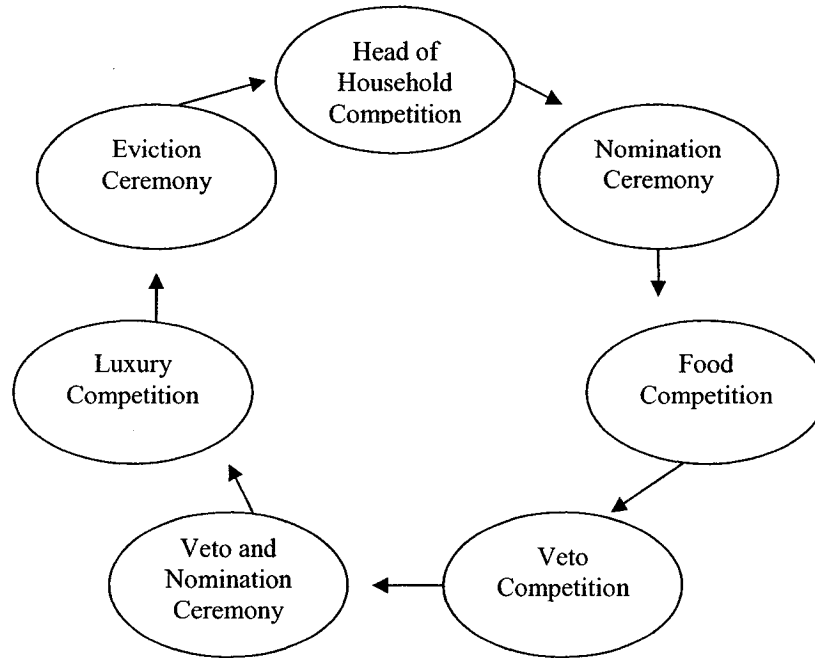 Head of
Household
Competition
Nomination
Ceremony
Food
Competition
Veto
Competition
Veto and
Nomination
Ceremony
Luxury
Competition
Eviction
Ceremony